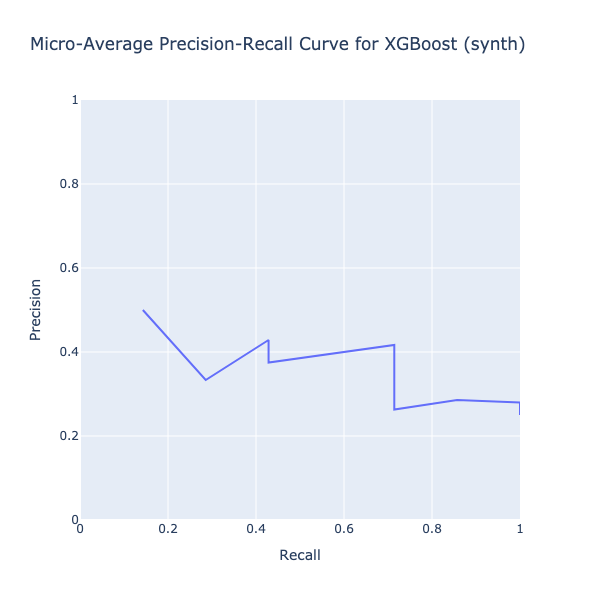 Micro-Average Precision-Recall Curve for XGBoost (synth)
1
0.8
0.6
0.4
0.2
0
Precision
0 0.2 0.4 0.6 0.8 1
Recall